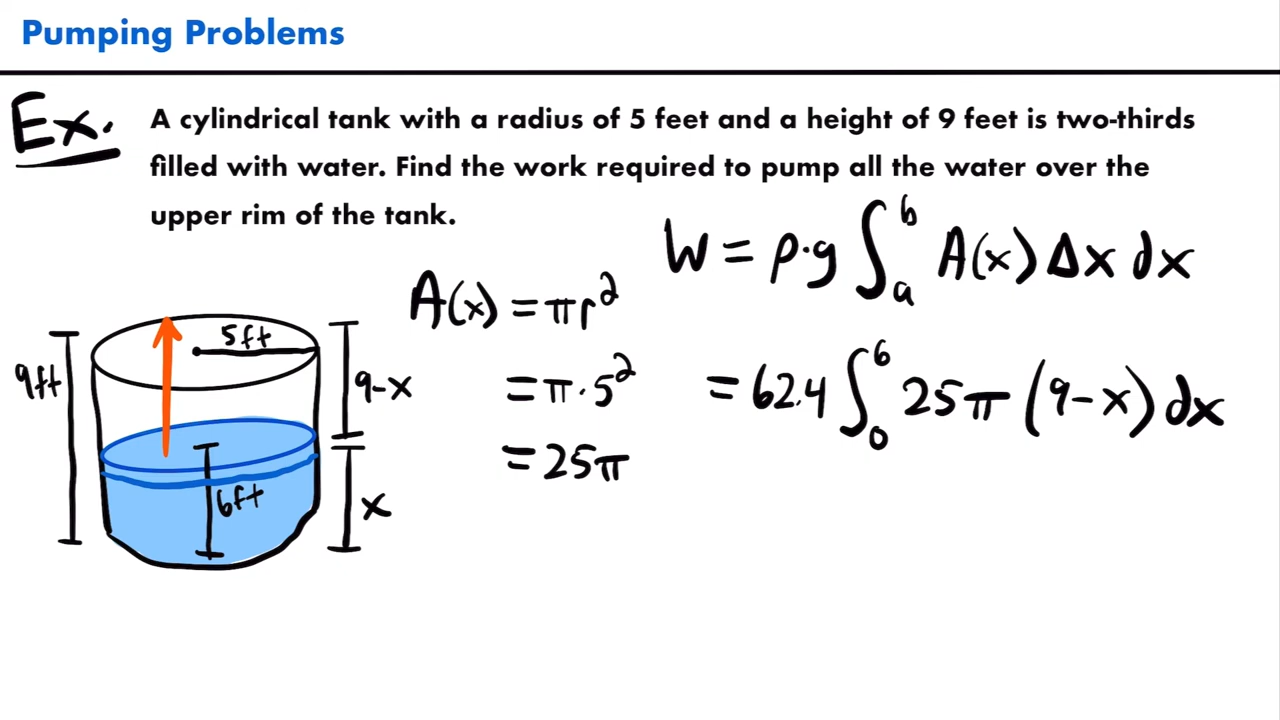 Pumping Problems
Ex.
A cylindrical tank with a radius of 5 feet and a height of 9 feet is two-thirds
filled with water. Find the work required to pump all the water over the
upper rim of the tank.
W = ρ·g ∫_a^b A(x) Δx dx
A(x) = πr²
= π·5²
= 25π
= 62.4 ∫_0^6 25π (9-x) dx
5ft
9ft
9-x
6ft
x